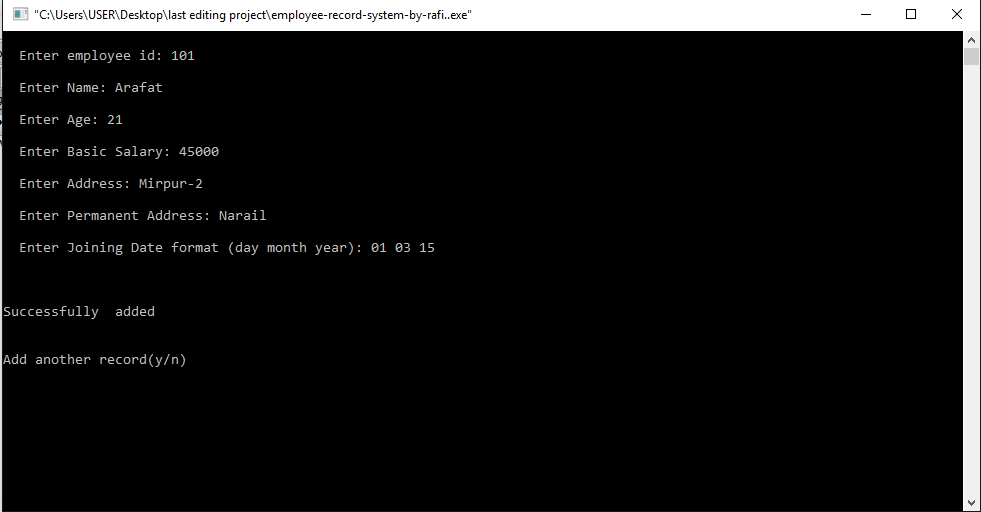 "C:\Users\USER\Desktop\last editing project\employee-record-system-by-rafi..exe"
Enter employee id: 101
Enter Name: Arafat
Enter Age: 21
Enter Basic Salary: 45000
Enter Address: Mirpur-2
Enter Permanent Address: Narail
Enter Joining Date format (day month year): 01 03 15
Successfully  added
Add another record(y/n)